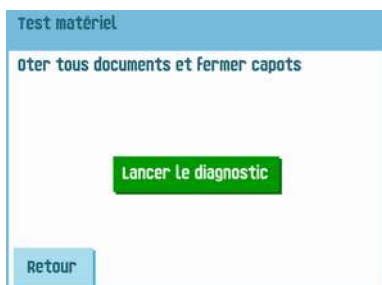 Test matériel
Oter tous documents et fermer capots
Lancer le diagnostic
Retour